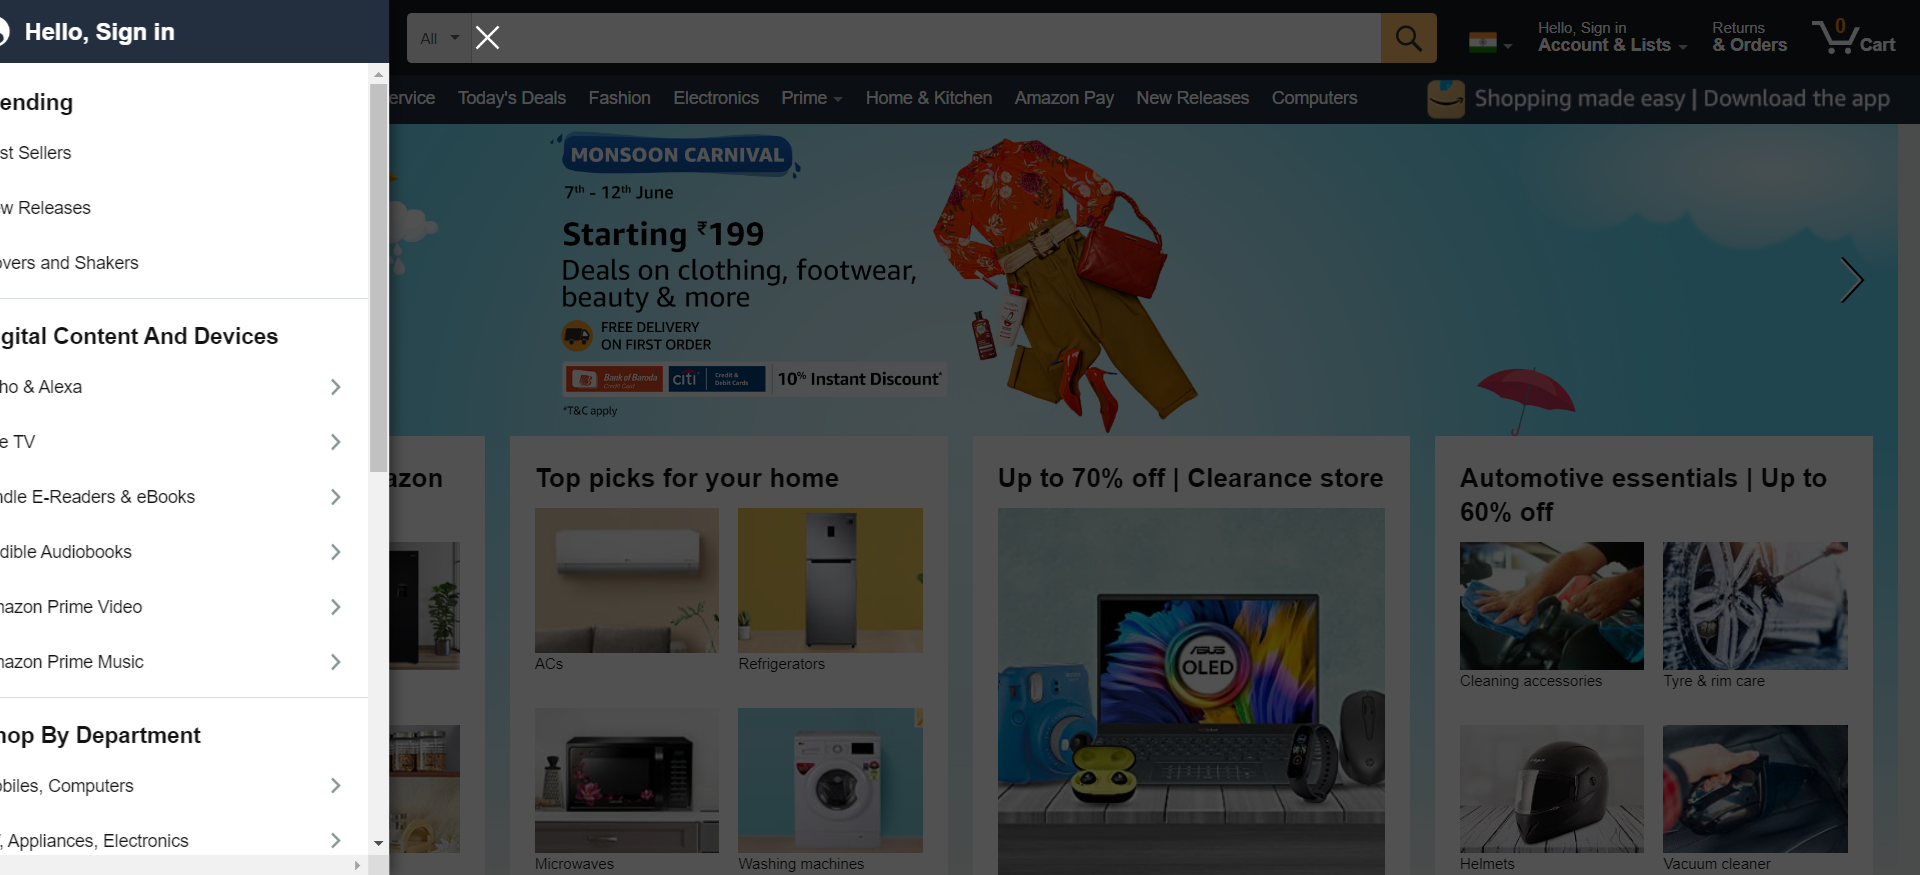 Hello, Sign in
ending
st Sellers
w Releases
vers and Shakers
gital Content And Devices
ho & Alexa
e TV
ndle E-Readers & eBooks
dible Audiobooks
nazon Prime Video
nazon Prime Music
hop By Department
biles, Computers
, Appliances, Electronics
All
Hello, Sign in
Account & Lists
Returns
& Orders
0
Cart
ervice
Today's Deals
Fashion
Electronics
Prime
Home & Kitchen
Amazon Pay
New Releases
Computers
Shopping made easy | Download the app
MONSOON CARNIVAL
7th - 12th June
Starting ₹199
Deals on clothing, footwear,
beauty & more
FREE DELIVERY
ON FIRST ORDER
Bank of Baroda
Credit Card
citi
Credit &
Debit Cards
10% Instant Discount*
*T&C apply
azon
Top picks for your home
ACs
Refrigerators
Microwaves
Washing machines
Up to 70% off | Clearance store
ASUS
OLED
Automotive essentials | Up to
60% off
Cleaning accessories
Tyre & rim care
Helmets
Vacuum cleaner